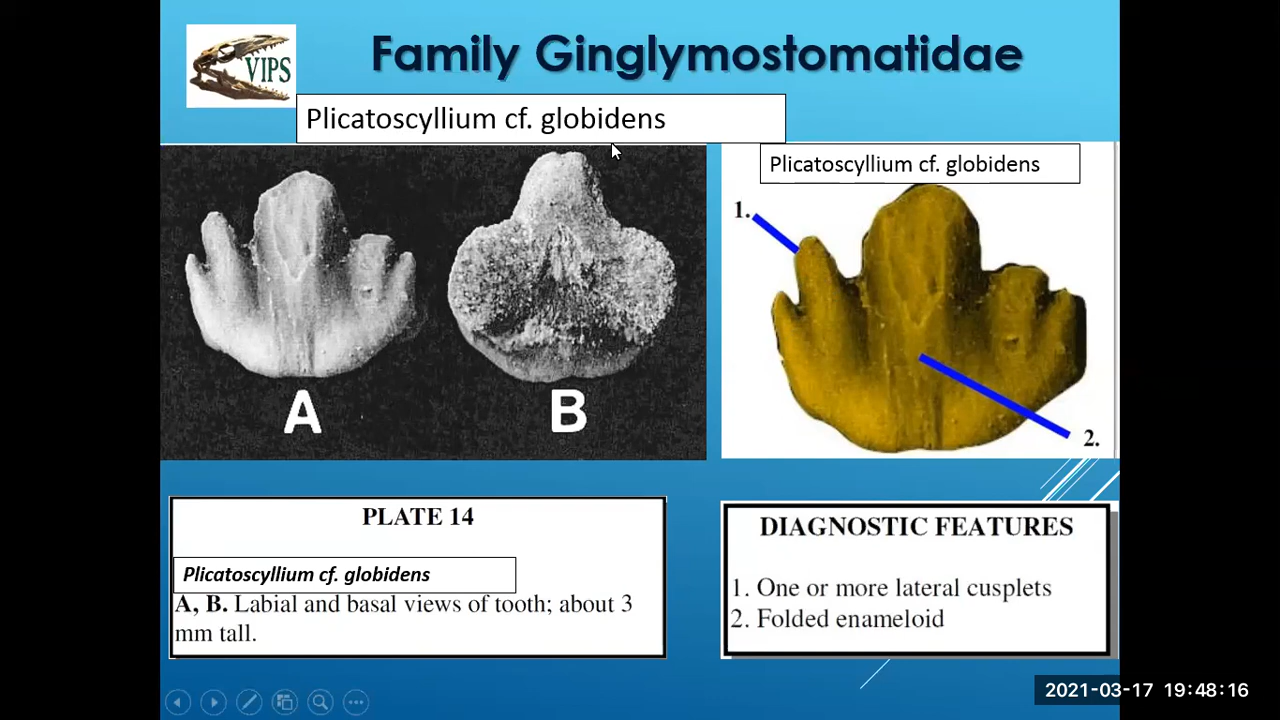 VIPS
Family Ginglymostomatidae
Plicatoscyllium cf. globidens
Plicatoscyllium cf. globidens
1.
2.
A
B
PLATE 14
Plicatoscyllium cf. globidens
A, B. Labial and basal views of tooth; about 3
mm tall.
DIAGNOSTIC FEATURES
1. One or more lateral cusplets
2. Folded enameloid
2021-03-17 19:48:16